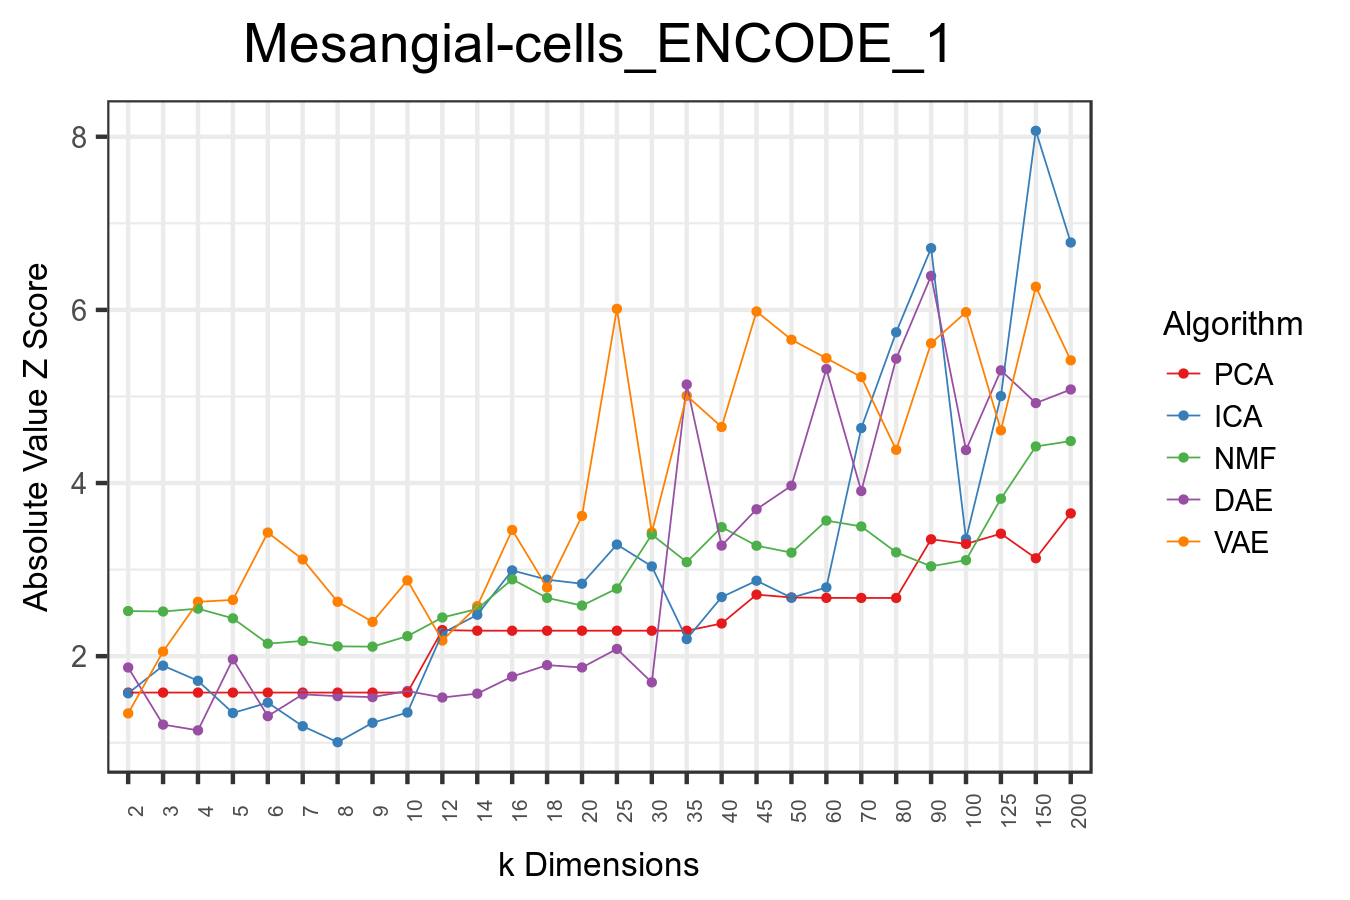 Mesangial-cells_ENCODE_1
Absolute Value Z Score
8
6
4
2
2 3 4 5 6 7 8 9 10 12 14 16 18 20 25 30 35 40 45 50 60 70 80 90 100 125 150 200
k Dimensions
Algorithm
PCA
ICA
NMF
DAE
VAE